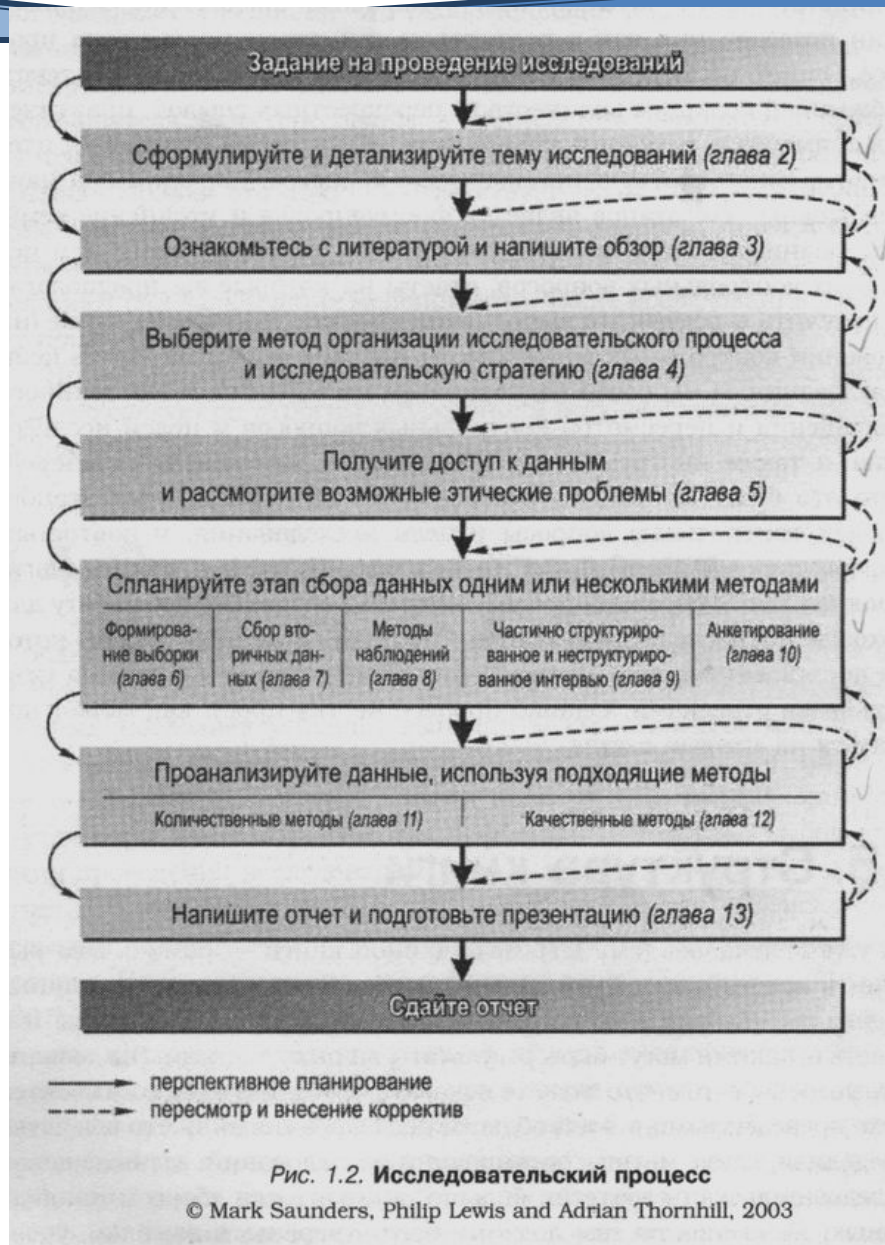 Задание на проведение исследований
Сформулируйте и детализируйте тему исследований (глава 2)
Ознакомьтесь с литературой и напишите обзор (глава 3)
Выберите метод организации исследовательского процесса
и исследовательскую стратегию (глава 4)
Получите доступ к данным
и рассмотрите возможные этические проблемы (глава 5)
Спланируйте этап сбора данных одним или несколькими методами
Формирова-
ние выборки
(глава 6)
Сбор вто-
ричных дан-
ных (глава 7)
Методы
наблюдений
(глава 8)
Частично структуриро-
ванное и неструктуриро-
ванное интервью (глава 9)
Анкетирование
(глава 10)
Проанализируйте данные, используя подходящие методы
Количественные методы (глава 11)
Качественные методы (глава 12)
Напишите отчет и подготовьте презентацию (глава 13)
Сдайте отчет
перспективное планирование
пересмотр и внесение корректив
Рис. 1.2. Исследовательский процесс
© Mark Saunders, Philip Lewis and Adrian Thornhill, 2003